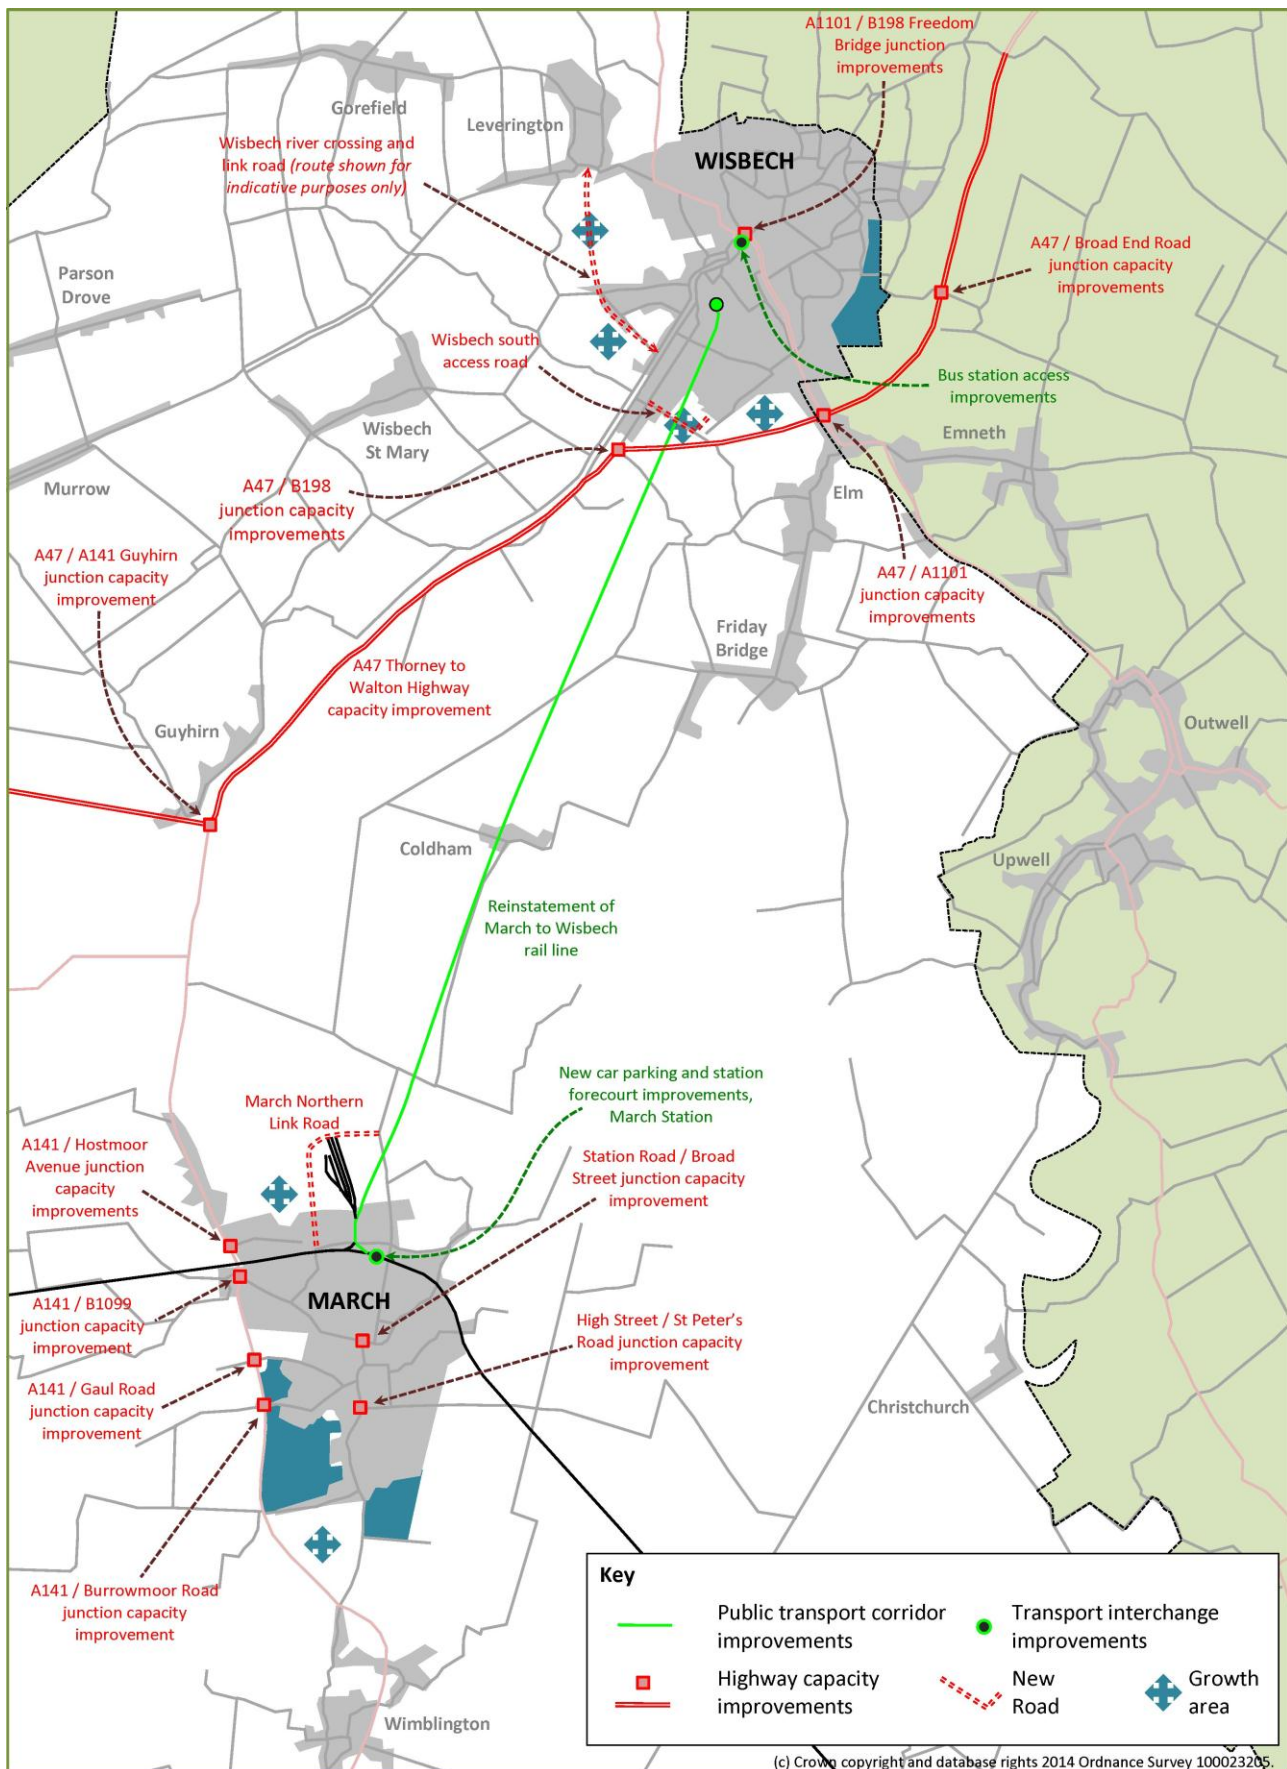 A1101 / B198 Freedom
Bridge junction
improvements
Gorefield
Leverington
Wisbech river crossing and
link road (route shown for
indicative purposes only)
WISBECH
A47 / Broad End Road
junction capacity
improvements
Parson
Drove
Wisbech south
access road
Bus station access
improvements
Wisbech
St Mary
Emneth
Murrow
A47 / B198
junction capacity
improvements
Elm
A47 / A141 Guyhirn
junction capacity
improvement
A47 / A1101
junction capacity
improvements
Friday
Bridge
A47 Thorney to
Walton Highway
capacity improvement
Guyhirn
Outwell
Coldham
Upwell
Reinstatement of
March to Wisbech
rail line
New car parking and station
forecourt improvements,
March Station
March Northern
Link Road
A141 / Hostmoor
Avenue junction
capacity
improvements
Station Road / Broad
Street junction capacity
improvement
MARCH
A141 / B1099
junction capacity
improvement
High Street / St Peter's
Road junction capacity
improvement
A141 / Gaul Road
junction capacity
improvement
Christchurch
A141 / Burrowmoor Road
junction capacity
improvement
Wimblington
Key
Public transport corridor
improvements
Transport interchange
improvements
Highway capacity
improvements
New
Road
Growth
area
(c) Crown copyright and database rights 2014 Ordnance Survey 100023205.